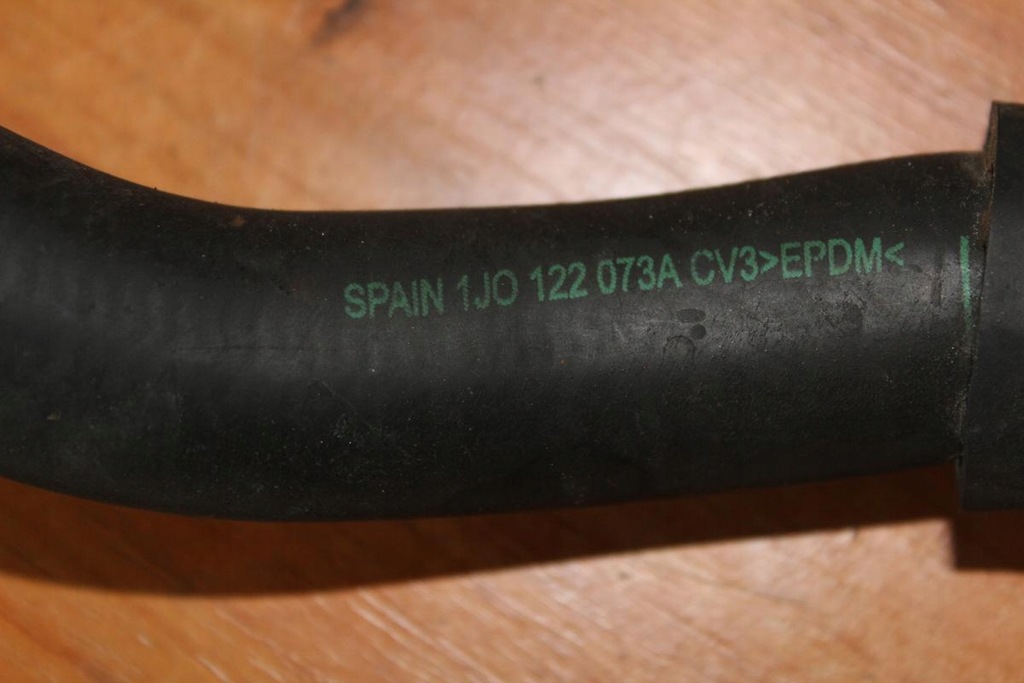 SPAIN 1JO 122 073A CV3>EPDM<